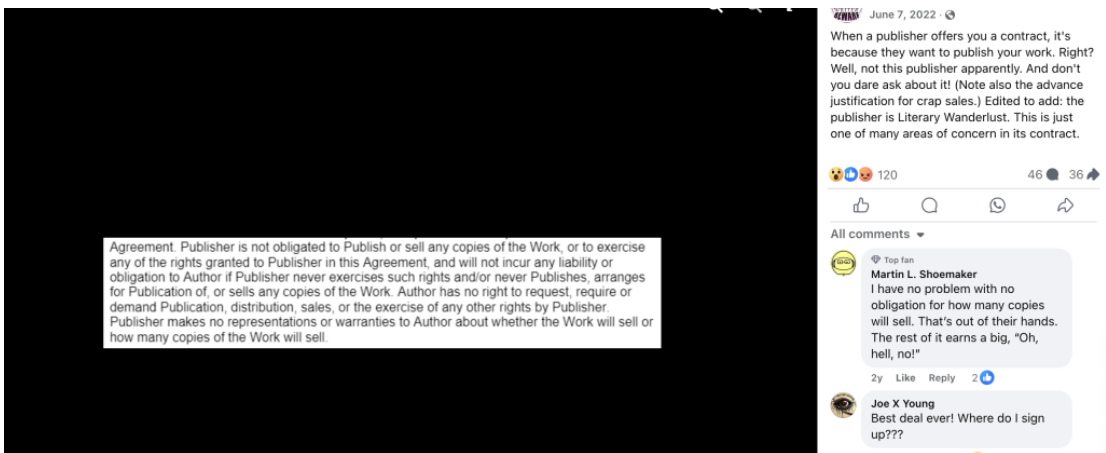 Agreement. Publisher is not obligated to Publish or sell any copies of the Work, or to exercise
any of the rights granted to Publisher in this Agreement, and will not incur any liability or
obligation to Author if Publisher never exercises such rights and/or never Publishes, arranges
for Publication of, or sells any copies of the Work. Author has no right to request, require or
demand Publication, distribution, sales, or the exercise of any other rights by Publisher.
Publisher makes no representations or warranties to Author about whether the Work will sell or
how many copies of the Work will sell.
BEWARE
June 7, 2022 ·
When a publisher offers you a contract, it's
because they want to publish your work. Right?
Well, not this publisher apparently. And don't
you dare ask about it! (Note also the advance
justification for crap sales.) Edited to add: the
publisher is Literary Wanderlust. This is just
one of many areas of concern in its contract.
120
46
36
All comments
Top fan
Martin L. Shoemaker
I have no problem with no
obligation for how many copies
will sell. That's out of their hands.
The rest of it earns a big, “Oh,
hell, no!”
2y Like Reply 2
Joe X Young
Best deal ever! Where do I sign
up???